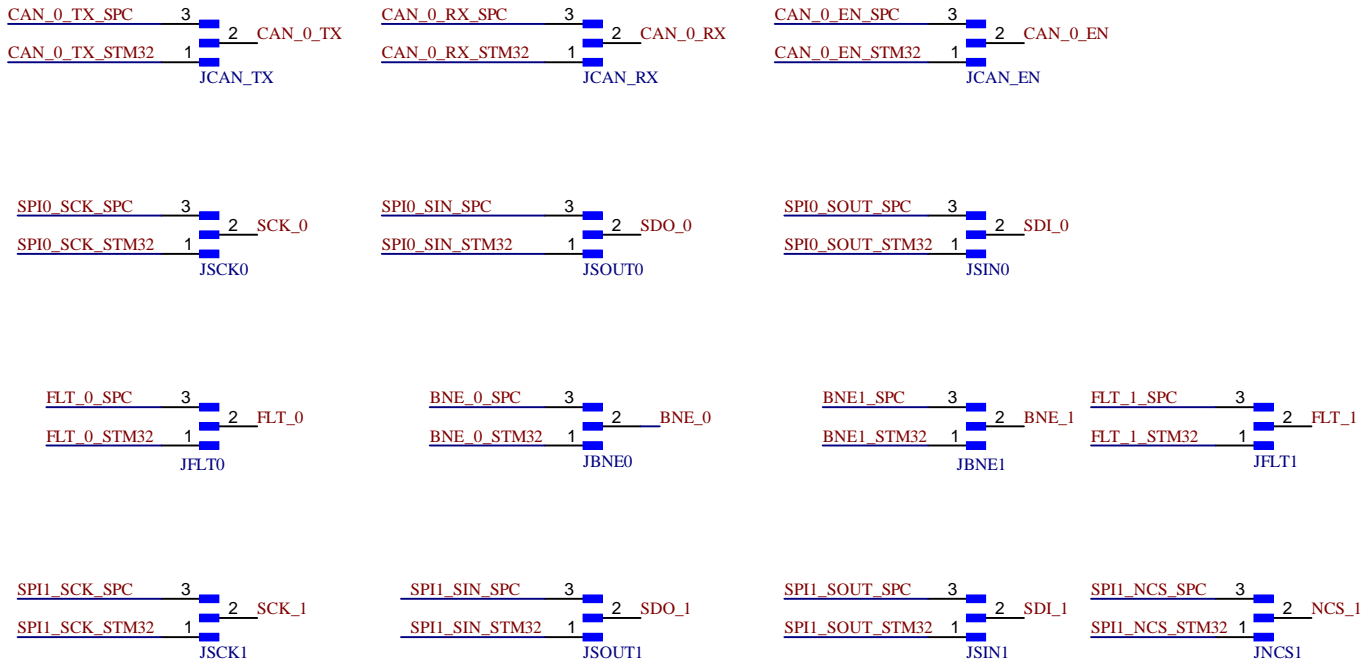 CAN_0_TX_SPC 3
2 CAN_0_TX
CAN_0_TX_STM32 1
JCAN_TX
CAN_0_RX_SPC 3
2 CAN_0_RX
CAN_0_RX_STM32 1
JCAN_RX
CAN_0_EN_SPC 3
2 CAN_0_EN
CAN_0_EN_STM32 1
JCAN_EN
SPI0_SCK_SPC 3
2 SCK_0
SPI0_SCK_STM32 1
JSCK0
SPI0_SIN_SPC 3
2 SDO_0
SPI0_SIN_STM32 1
JSOUT0
SPI0_SOUT_SPC 3
2 SDI_0
SPI0_SOUT_STM32 1
JSIN0
FLT_0_SPC 3
2 FLT_0
FLT_0_STM32 1
JFLT0
BNE_0_SPC 3
2 BNE_0
BNE_0_STM32 1
JBNE0
BNE1_SPC 3
2 BNE_1
BNE1_STM32 1
JBNE1
FLT_1_SPC 3
2 FLT_1
FLT_1_STM32 1
JFLT1
SPI1_SCK_SPC 3
2 SCK_1
SPI1_SCK_STM32 1
JSCK1
SPI1_SIN_SPC 3
2 SDO_1
SPI1_SIN_STM32 1
JSOUT1
SPI1_SOUT_SPC 3
2 SDI_1
SPI1_SOUT_STM32 1
JSIN1
SPI1_NCS_SPC 3
2 NCS_1
SPI1_NCS_STM32 1
JNCS1